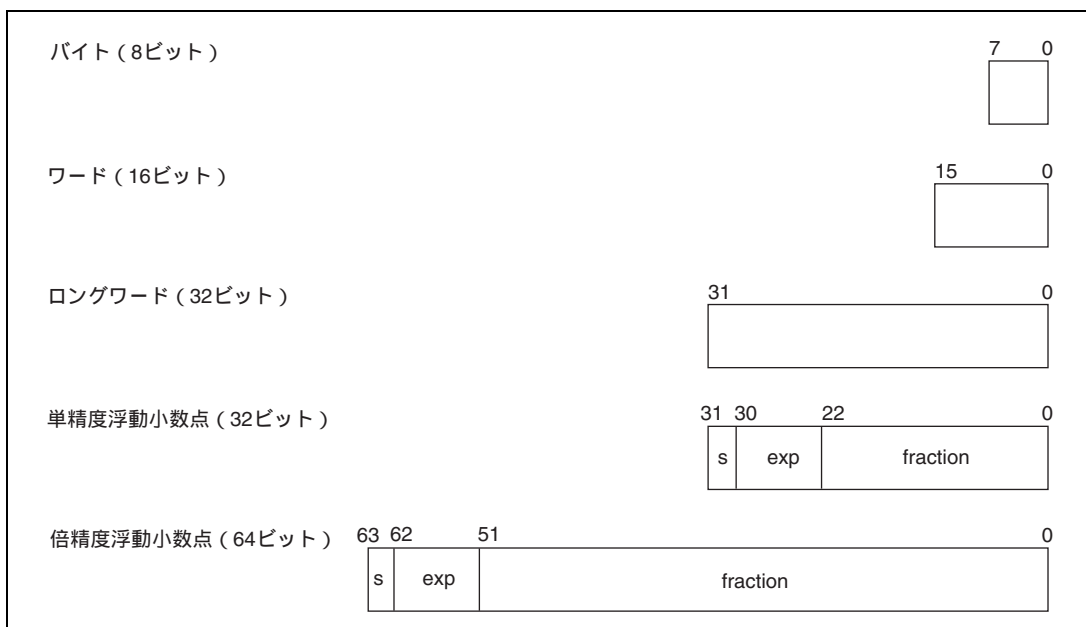 バイト（8ビット） 7 0
ワード（16ビット） 15 0
ロングワード（32ビット） 31 0
単精度浮動小数点（32ビット） 31 30 22 0
s exp fraction
倍精度浮動小数点（64ビット） 63 62 51 0
s exp fraction